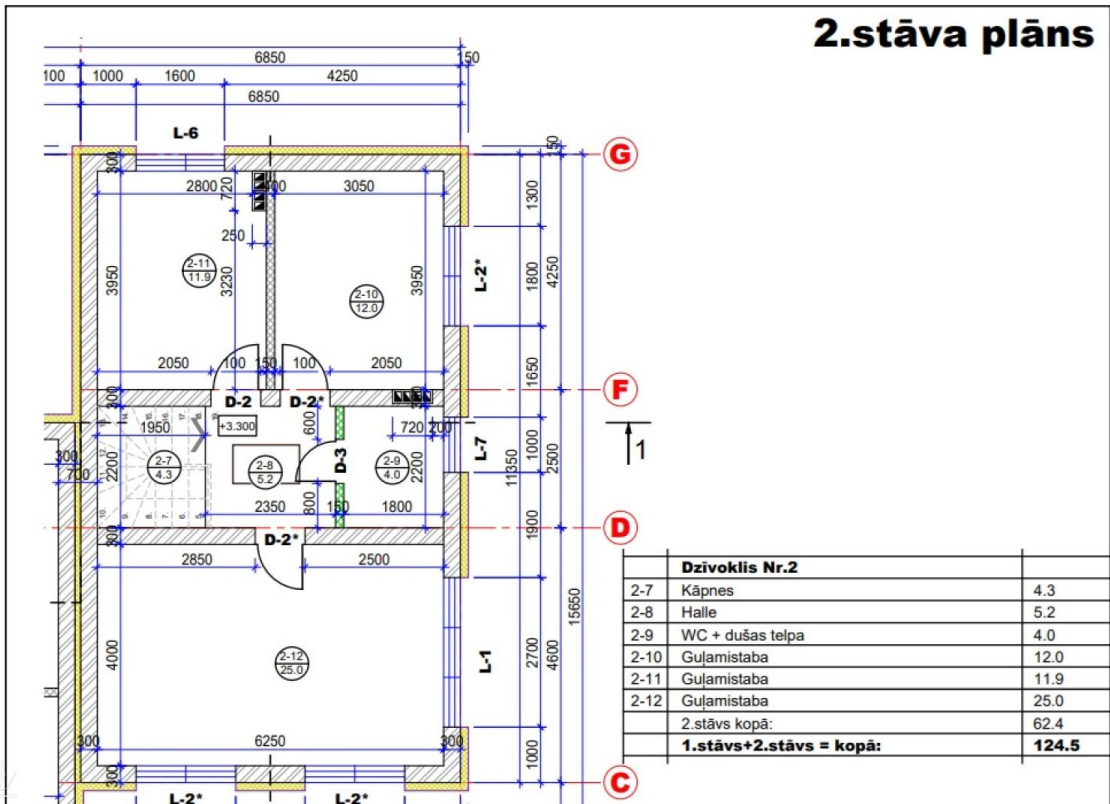 2.stāva plāns
6850
150
100 1000 1600 4250
6850
L-6
150
G
300
2800 720 400 3050
1300
250
2-11
11.9
3950
3230
2-10
12.0
3950
1800
4250
L-2*
2050 100 150 100 2050
1650
300
F
D-2 D-2*
+3.300
600
720 200
1950
2-7
4.3
2200
2-8
5.2
D-3
2-9
4.0
2200
L-7
1000
2500
11350
1
300
700
800
2350 150 1800
1900
300
D
D-2*
2850 2500
15650
4000
2-12
25.0
L-1
2700
4600
300 6250 300
1000
300
C
L-2* L-2*
Dzīvoklis Nr.2
2-7 Kāpnes 4.3
2-8 Halle 5.2
2-9 WC + dušas telpa 4.0
2-10 Guļamistaba 12.0
2-11 Guļamistaba 11.9
2-12 Guļamistaba 25.0
2.stāvs kopā: 62.4
1.stāvs+2.stāvs = kopā: 124.5